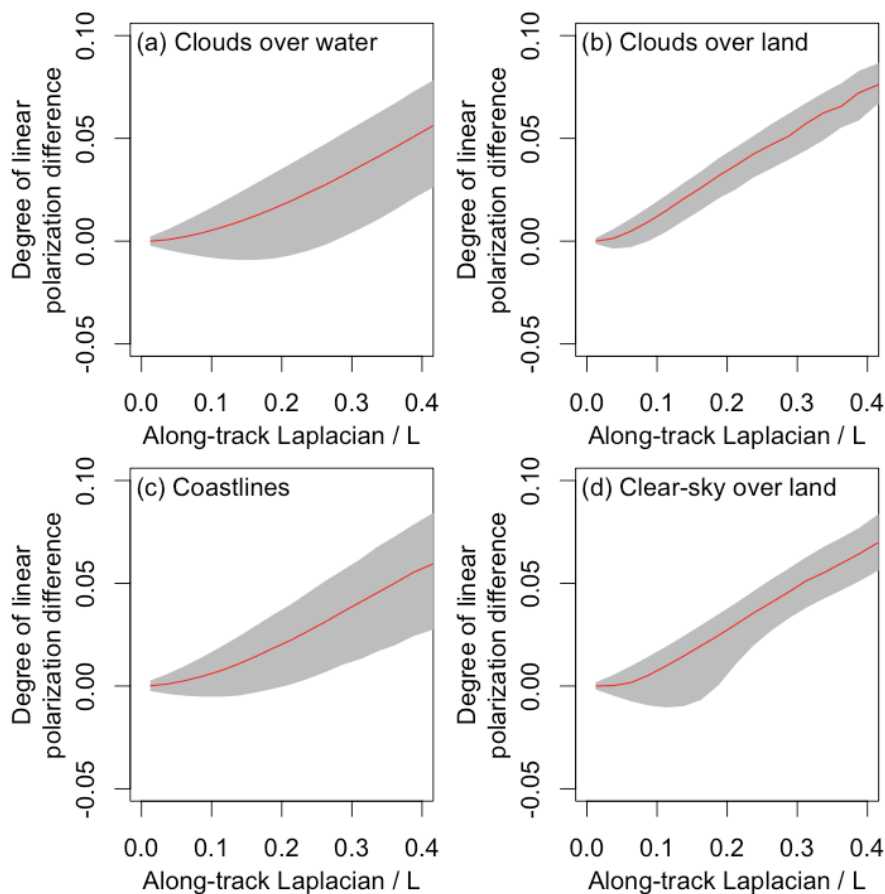 (a) Clouds over water
Degree of linear
polarization difference
0.10
0.05
0.00
-0.05
0.0 0.1 0.2 0.3 0.4
Along-track Laplacian / L
(b) Clouds over land
Degree of linear
polarization difference
0.10
0.05
0.00
-0.05
0.0 0.1 0.2 0.3 0.4
Along-track Laplacian / L
(c) Coastlines
Degree of linear
polarization difference
0.10
0.05
0.00
-0.05
0.0 0.1 0.2 0.3 0.4
Along-track Laplacian / L
(d) Clear-sky over land
Degree of linear
polarization difference
0.10
0.05
0.00
-0.05
0.0 0.1 0.2 0.3 0.4
Along-track Laplacian / L